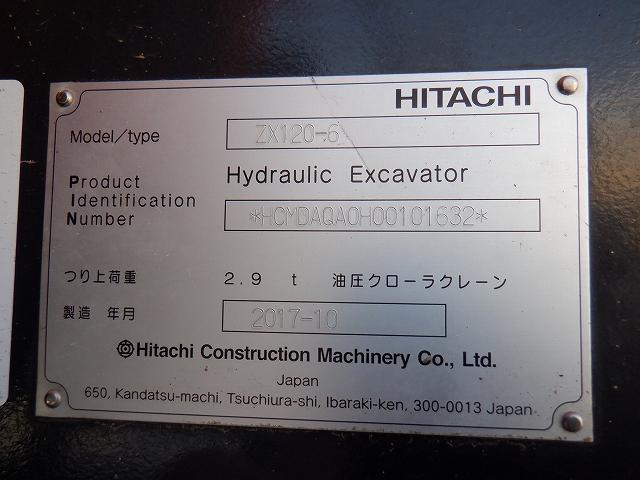 HITACHI
Model/type ZX120-6
Product Identification Number
Hydraulic Excavator
*HCMDAQA0H00101632*
つり上荷重 2.9 t 油圧クローラクレーン
製造 年月 2017-10
Hitachi Construction Machinery Co., Ltd.
Japan
650, Kandatsu-machi, Tsuchiura-shi, Ibaraki-ken, 300-0013 Japan